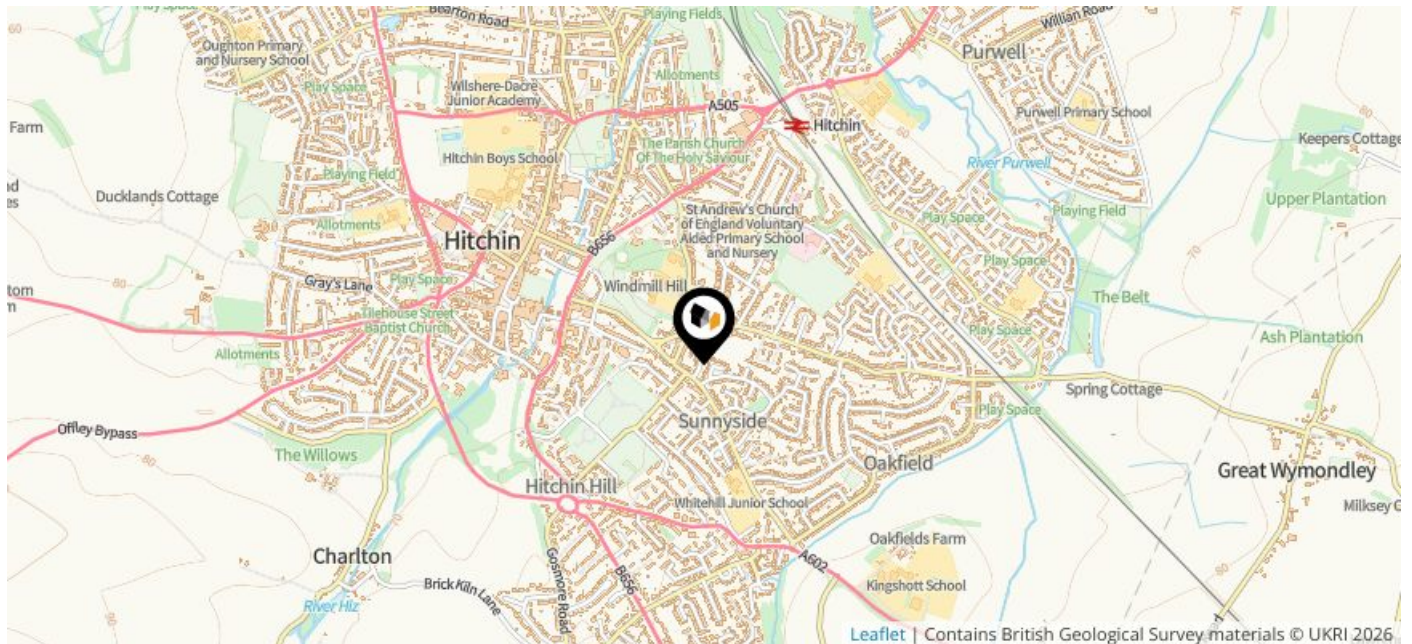 Play Space
Bearton Road
Playing Fields
Willian Road
Oughton Primary
and Nursery School
Purwell
Allotments
Play Space
Wilshere-Dacre
Junior Academy
A505
Purwell Primary School
Farm
Hitchin
Keepers Cottage
Hitchin Boys School
The Parish Church
Of The Holy Saviour
River Purwell
Playing Field
Ducklands Cottage
Upper Plantation
St Andrew's Church
of England Voluntary
Aided Primary School
and Nursery
Play Space
Playing Field
Allotments
Hitchin
B656
Play Space
Gray's Lane
Play Space
Windmill Hill
The Belt
Tilehouse Street
Baptist Church
Play Space
Ash Plantation
Allotments
Spring Cottage
Play Space
Sunnyside
Offley Bypass
The Willows
Oakfield
Great Wymondley
Hitchin Hill
Whitehill Junior School
Oakfields Farm
Charlton
A602
Brick Kiln Lane
Gosmore Road
B656
Kingshott School
River Hiz
Leaflet | Contains British Geological Survey materials © UKRI 2026